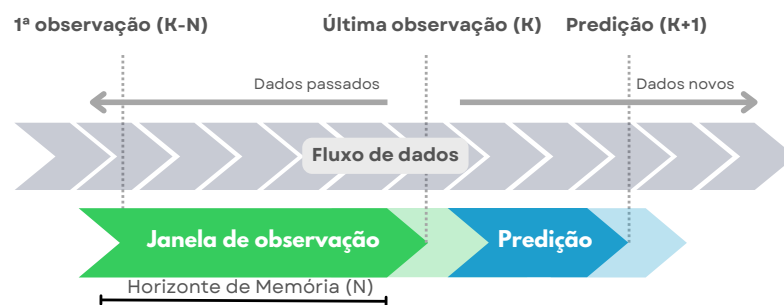 1ª observação (K-N)
Última observação (K)
Predição (K+1)
Dados passados
Dados novos
Fluxo de dados
Janela de observação
Predição
Horizonte de Memória (N)